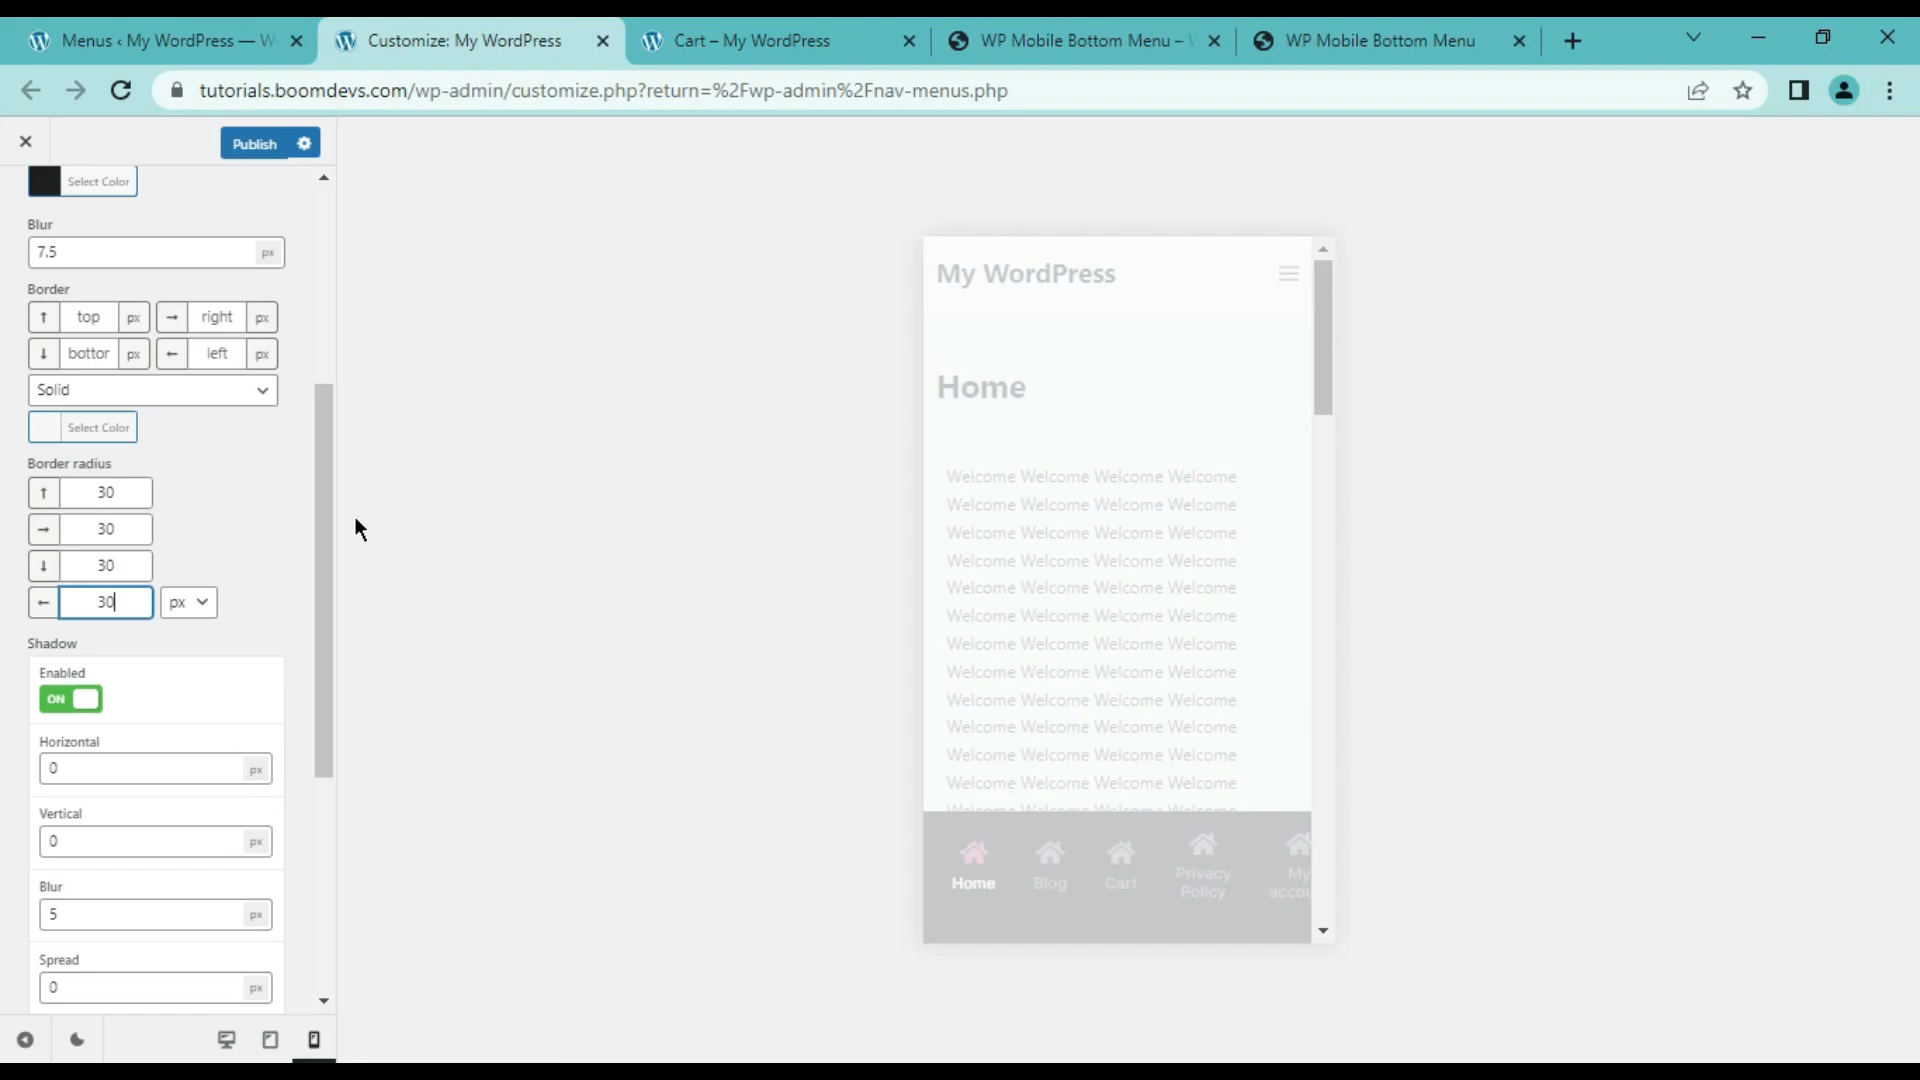 Menus ‹ My WordPress — W
Customize: My WordPress
Cart – My WordPress
WP Mobile Bottom Menu –
WP Mobile Bottom Menu
tutorials.boomdevs.com/wp-admin/customize.php?return=%2Fwp-admin%2Fnav-menus.php
Publish
Select Color
Blur
7.5 px
Border
top px right px
bottor px left px
Solid
Select Color
Border radius
30
30
30
30 px
Shadow
Enabled
ON
Horizontal
0 px
Vertical
0 px
Blur
5 px
Spread
0 px
My WordPress
Home
Welcome Welcome Welcome Welcome
Welcome Welcome Welcome Welcome
Welcome Welcome Welcome Welcome
Welcome Welcome Welcome Welcome
Welcome Welcome Welcome Welcome
Welcome Welcome Welcome Welcome
Welcome Welcome Welcome Welcome
Welcome Welcome Welcome Welcome
Welcome Welcome Welcome Welcome
Welcome Welcome Welcome Welcome
Welcome Welcome Welcome Welcome
Welcome Welcome Welcome Welcome
Welcome Welcome Welcome Welcome
Home
Blog
Cart
Privacy
Policy
My
accou